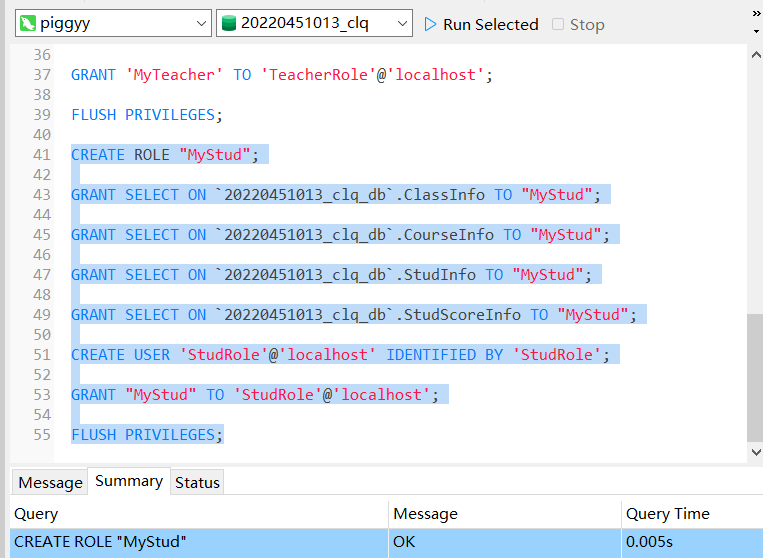 piggyy 20220451013_clq Run Selected Stop
36
37 GRANT 'MyTeacher' TO 'TeacherRole'@'localhost';
38
39 FLUSH PRIVILEGES;
40
41 CREATE ROLE "MyStud";
42
43 GRANT SELECT ON `20220451013_clq_db`.ClassInfo TO "MyStud";
44
45 GRANT SELECT ON `20220451013_clq_db`.CourseInfo TO "MyStud";
46
47 GRANT SELECT ON `20220451013_clq_db`.StudInfo TO "MyStud";
48
49 GRANT SELECT ON `20220451013_clq_db`.StudScoreInfo TO "MyStud";
50
51 CREATE USER 'StudRole'@'localhost' IDENTIFIED BY 'StudRole';
52
53 GRANT "MyStud" TO 'StudRole'@'localhost';
54
55 FLUSH PRIVILEGES;
Message Summary Status
Query Message Query Time
CREATE ROLE "MyStud" OK 0.005s